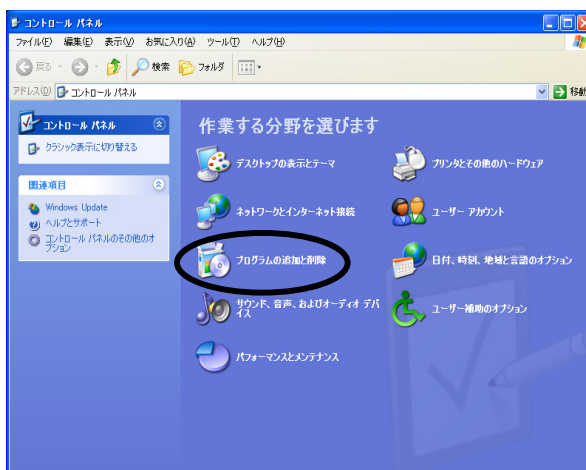 コントロール パネル
ファイル(F) 編集(E) 表示(V) お気に入り(A) ツール(T) ヘルプ(H)
戻る 検索 フォルダ
アドレス(D) コントロール パネル 移動
コントロール パネル
クラシック表示に切り替える
関連項目
Windows Update
ヘルプとサポート
コントロール パネルのその他のオ
プション
作業する分野を選びます
デスクトップの表示とテーマ
プリンタとその他のハードウェア
ネットワークとインターネット接続
ユーザー アカウント
プログラムの追加と削除
日付、時刻、地域と言語のオプション
サウンド、音声、およびオーディオ デバ
イス
ユーザー補助のオプション
パフォーマンスとメンテナンス